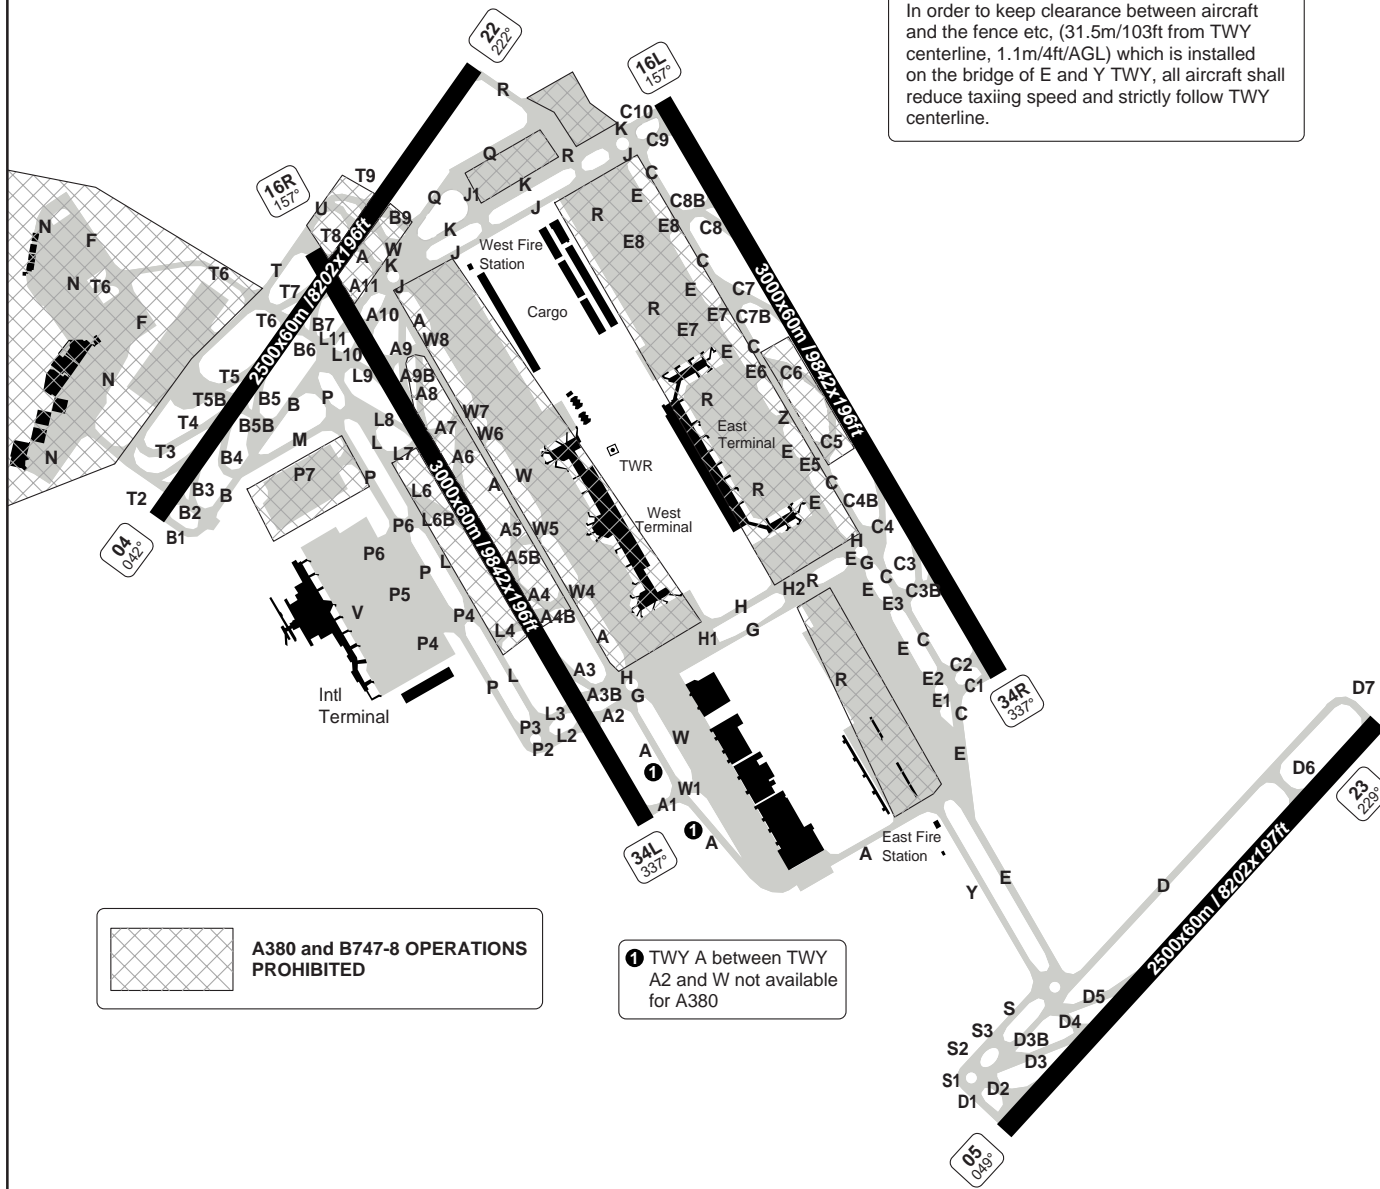 In order to keep clearance between aircraft
and the fence etc, (31.5m/103ft from TWY
centerline, 1.1m/4ft/AGL) which is installed
on the bridge of E and Y TWY, all aircraft shall
reduce taxiing speed and strictly follow TWY
centerline.
22
222°
16L
157°
R
C10
K
C9
Q
R
J
C
T9
16R
157°
J1
K
E
C8B
U
B9
Q
J
R
E8
C8
N
F
T8
W
K
West Fire
Station
E8
A
K
J
C
T6
T
N
T6
T7
A11
J
E
C7
Cargo
R
E7
C7B
F
T6
B7
A10
A
E7
L11
W8
B6
L10
A9
E
C
N
T5
L9
A9B
E6
C6
T5B
B5
B
P
A8
R
T4
B5B
L8
A7
W7
East
Terminal
Z
M
L
W6
C5
T3
B4
L7
A6
E
N
P7
P
W
TWR
E5
T2
B3
B
L6
A
R
C
B2
E
C4B
B1
P6
L6B
A5
W5
West
Terminal
C4
04
042°
P6
L
A5B
H
E
G
C3
P
C
P5
A4
W4
H2
R
E
C3B
V
P4
A4B
H
E3
P4
L4
A
H1
G
E
C
Intl
Terminal
L
A3
H
R
C2
P
A3B
G
E2
C1
L3
A2
E1
34R
337°
P3
L2
C
D7
P2
A
W
E
1
W1
D6
A1
1
A
23
229°
34L
337°
A
East Fire
Station
Y
E
D
2500x60m /8202x196ft
3000x60m / 9842x196ft
3000x60m / 9842x196ft
2500x60m / 8202x197ft
A380 and B747-8 OPERATIONS
PROHIBITED
1 TWY A between TWY
A2 and W not available
for A380
S
D5
S3
D4
S2
D3B
D3
S1
D2
D1
05
049°